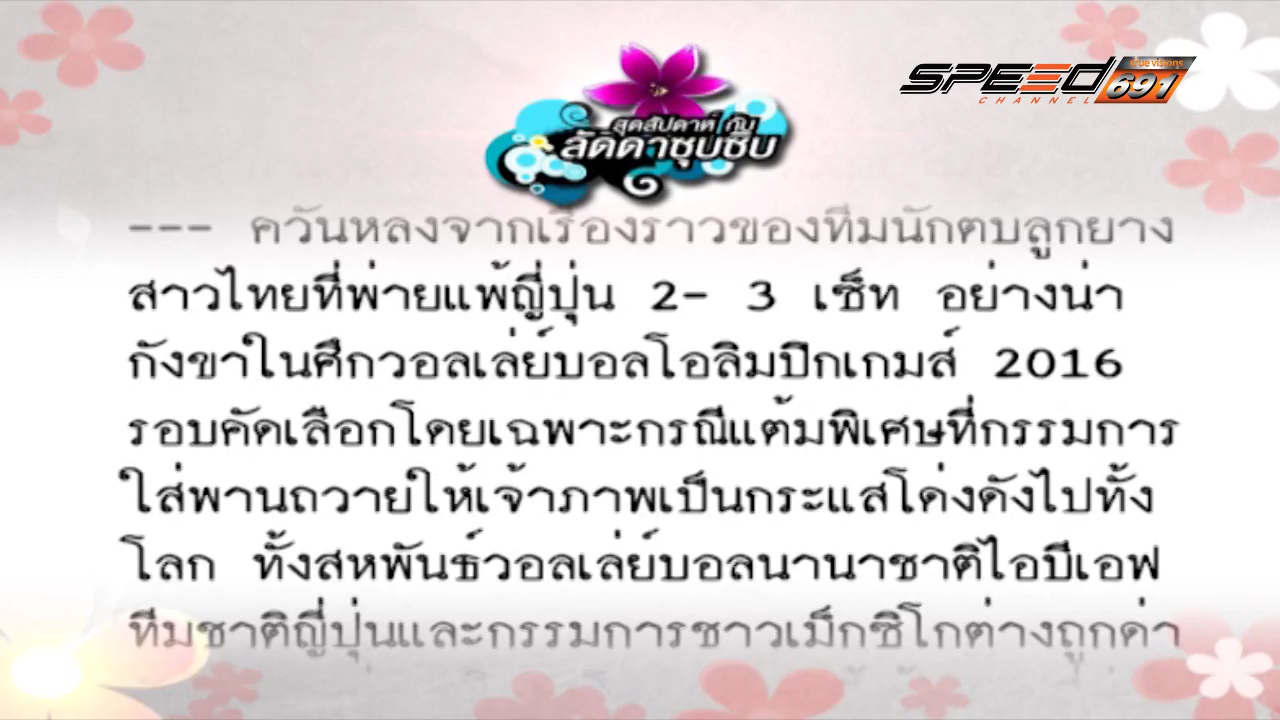 SPEED
CHANNEL
true visions
691
สุดสัปดาห์ กับ
ลัดดาซุบซิบ
--- ควันหลงจากเรื่องราวของทีมนักตบลูกยาง
สาวไทยที่พ่ายแพ้ญี่ปุ่น 2- 3 เซ็ท อย่างน่า
กังขาในศึกวอลเล่ย์บอลโอลิมปิกเกมส์ 2016
รอบคัดเลือกโดยเฉพาะกรณีแต้มพิเศษที่กรรมการ
ใส่พานถวายให้เจ้าภาพเป็นกระแสโด่งดังไปทั้ง
โลก ทั้งสหพันธ์วอลเล่ย์บอลนานาชาติไอบีเอฟ
ทีมชาติญี่ปุ่นและกรรมการชาวเม็กซิโกต่างถูกด่า